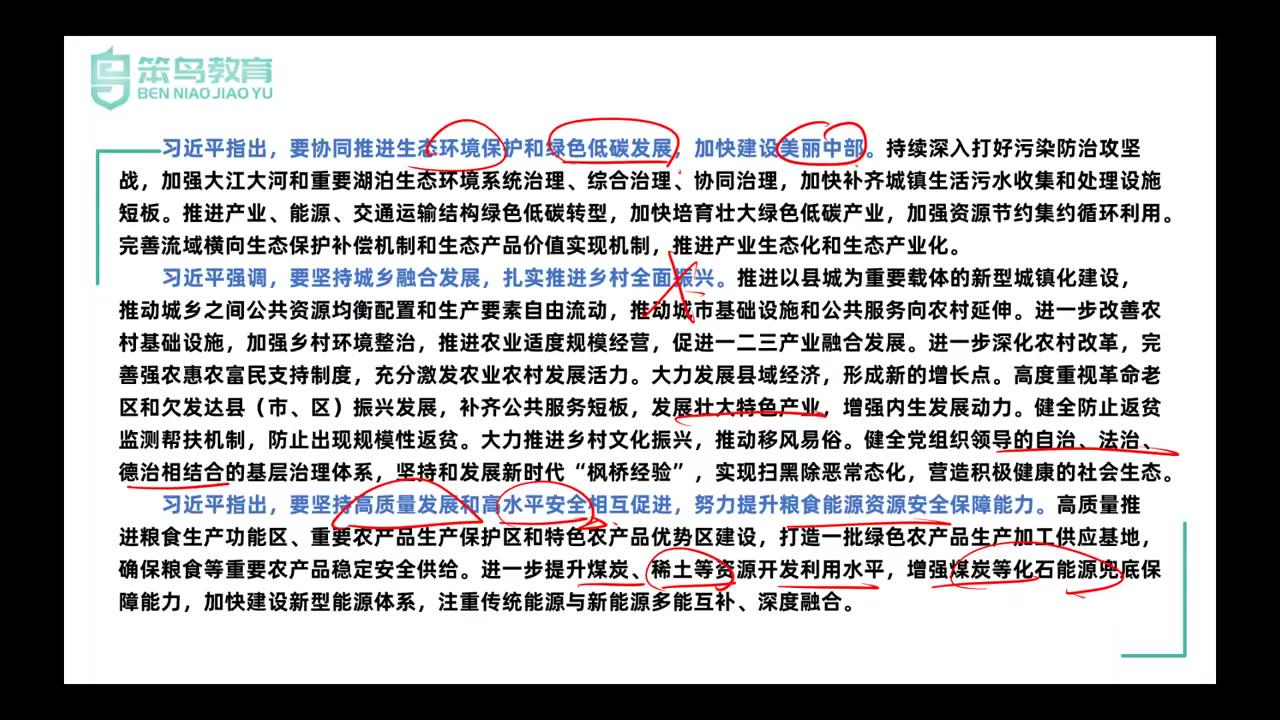 笨鸟教育
BEN NIAO JIAO YU
习近平指出，要协同推进生态环境保护和绿色低碳发展，加快建设美丽中部。持续深入打好污染防治攻坚
战，加强大江大河和重要湖泊生态环境系统治理、综合治理、协同治理，加快补齐城镇生活污水收集和处理设施
短板。推进产业、能源、交通运输结构绿色低碳转型，加快培育壮大绿色低碳产业，加强资源节约集约循环利用。
完善流域横向生态保护补偿机制和生态产品价值实现机制，推进产业生态化和生态产业化。
习近平强调，要坚持城乡融合发展，扎实推进乡村全面振兴。推进以县城为重要载体的新型城镇化建设，
推动城乡之间公共资源均衡配置和生产要素自由流动，推动城市基础设施和公共服务向农村延伸。进一步改善农
村基础设施，加强乡村环境整治，推进农业适度规模经营，促进一二三产业融合发展。进一步深化农村改革，完
善强农惠农富民支持制度，充分激发农业农村发展活力。大力发展县域经济，形成新的增长点。高度重视革命老
区和欠发达县（市、区）振兴发展，补齐公共服务短板，发展壮大特色产业，增强内生发展动力。健全防止返贫
监测帮扶机制，防止出现规模性返贫。大力推进乡村文化振兴，推动移风易俗。健全党组织领导的自治、法治、
德治相结合的基层治理体系，坚持和发展新时代“枫桥经验”，实现扫黑除恶常态化，营造积极健康的社会生态。
习近平指出，要坚持高质量发展和高水平安全相互促进，努力提升粮食能源资源安全保障能力。高质量推
进粮食生产功能区、重要农产品生产保护区和特色农产品优势区建设，打造一批绿色农产品生产加工供应基地，
确保粮食等重要农产品稳定安全供给。进一步提升煤炭、稀土等资源开发利用水平，增强煤炭等化石能源兜底保
障能力，加快建设新型能源体系，注重传统能源与新能源多能互补、深度融合。